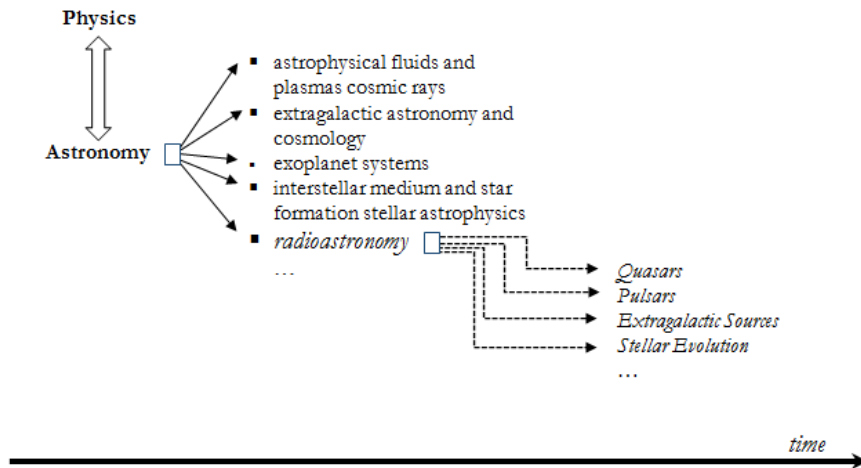 Physics
▪ astrophysical fluids and
plasmas cosmic rays
▪ extragalactic astronomy and
cosmology
Astronomy
▪ exoplanet systems
▪ interstellar medium and star
formation stellar astrophysics
▪ radioastronomy
…
Quasars
Pulsars
Extragalactic Sources
Stellar Evolution
…
time